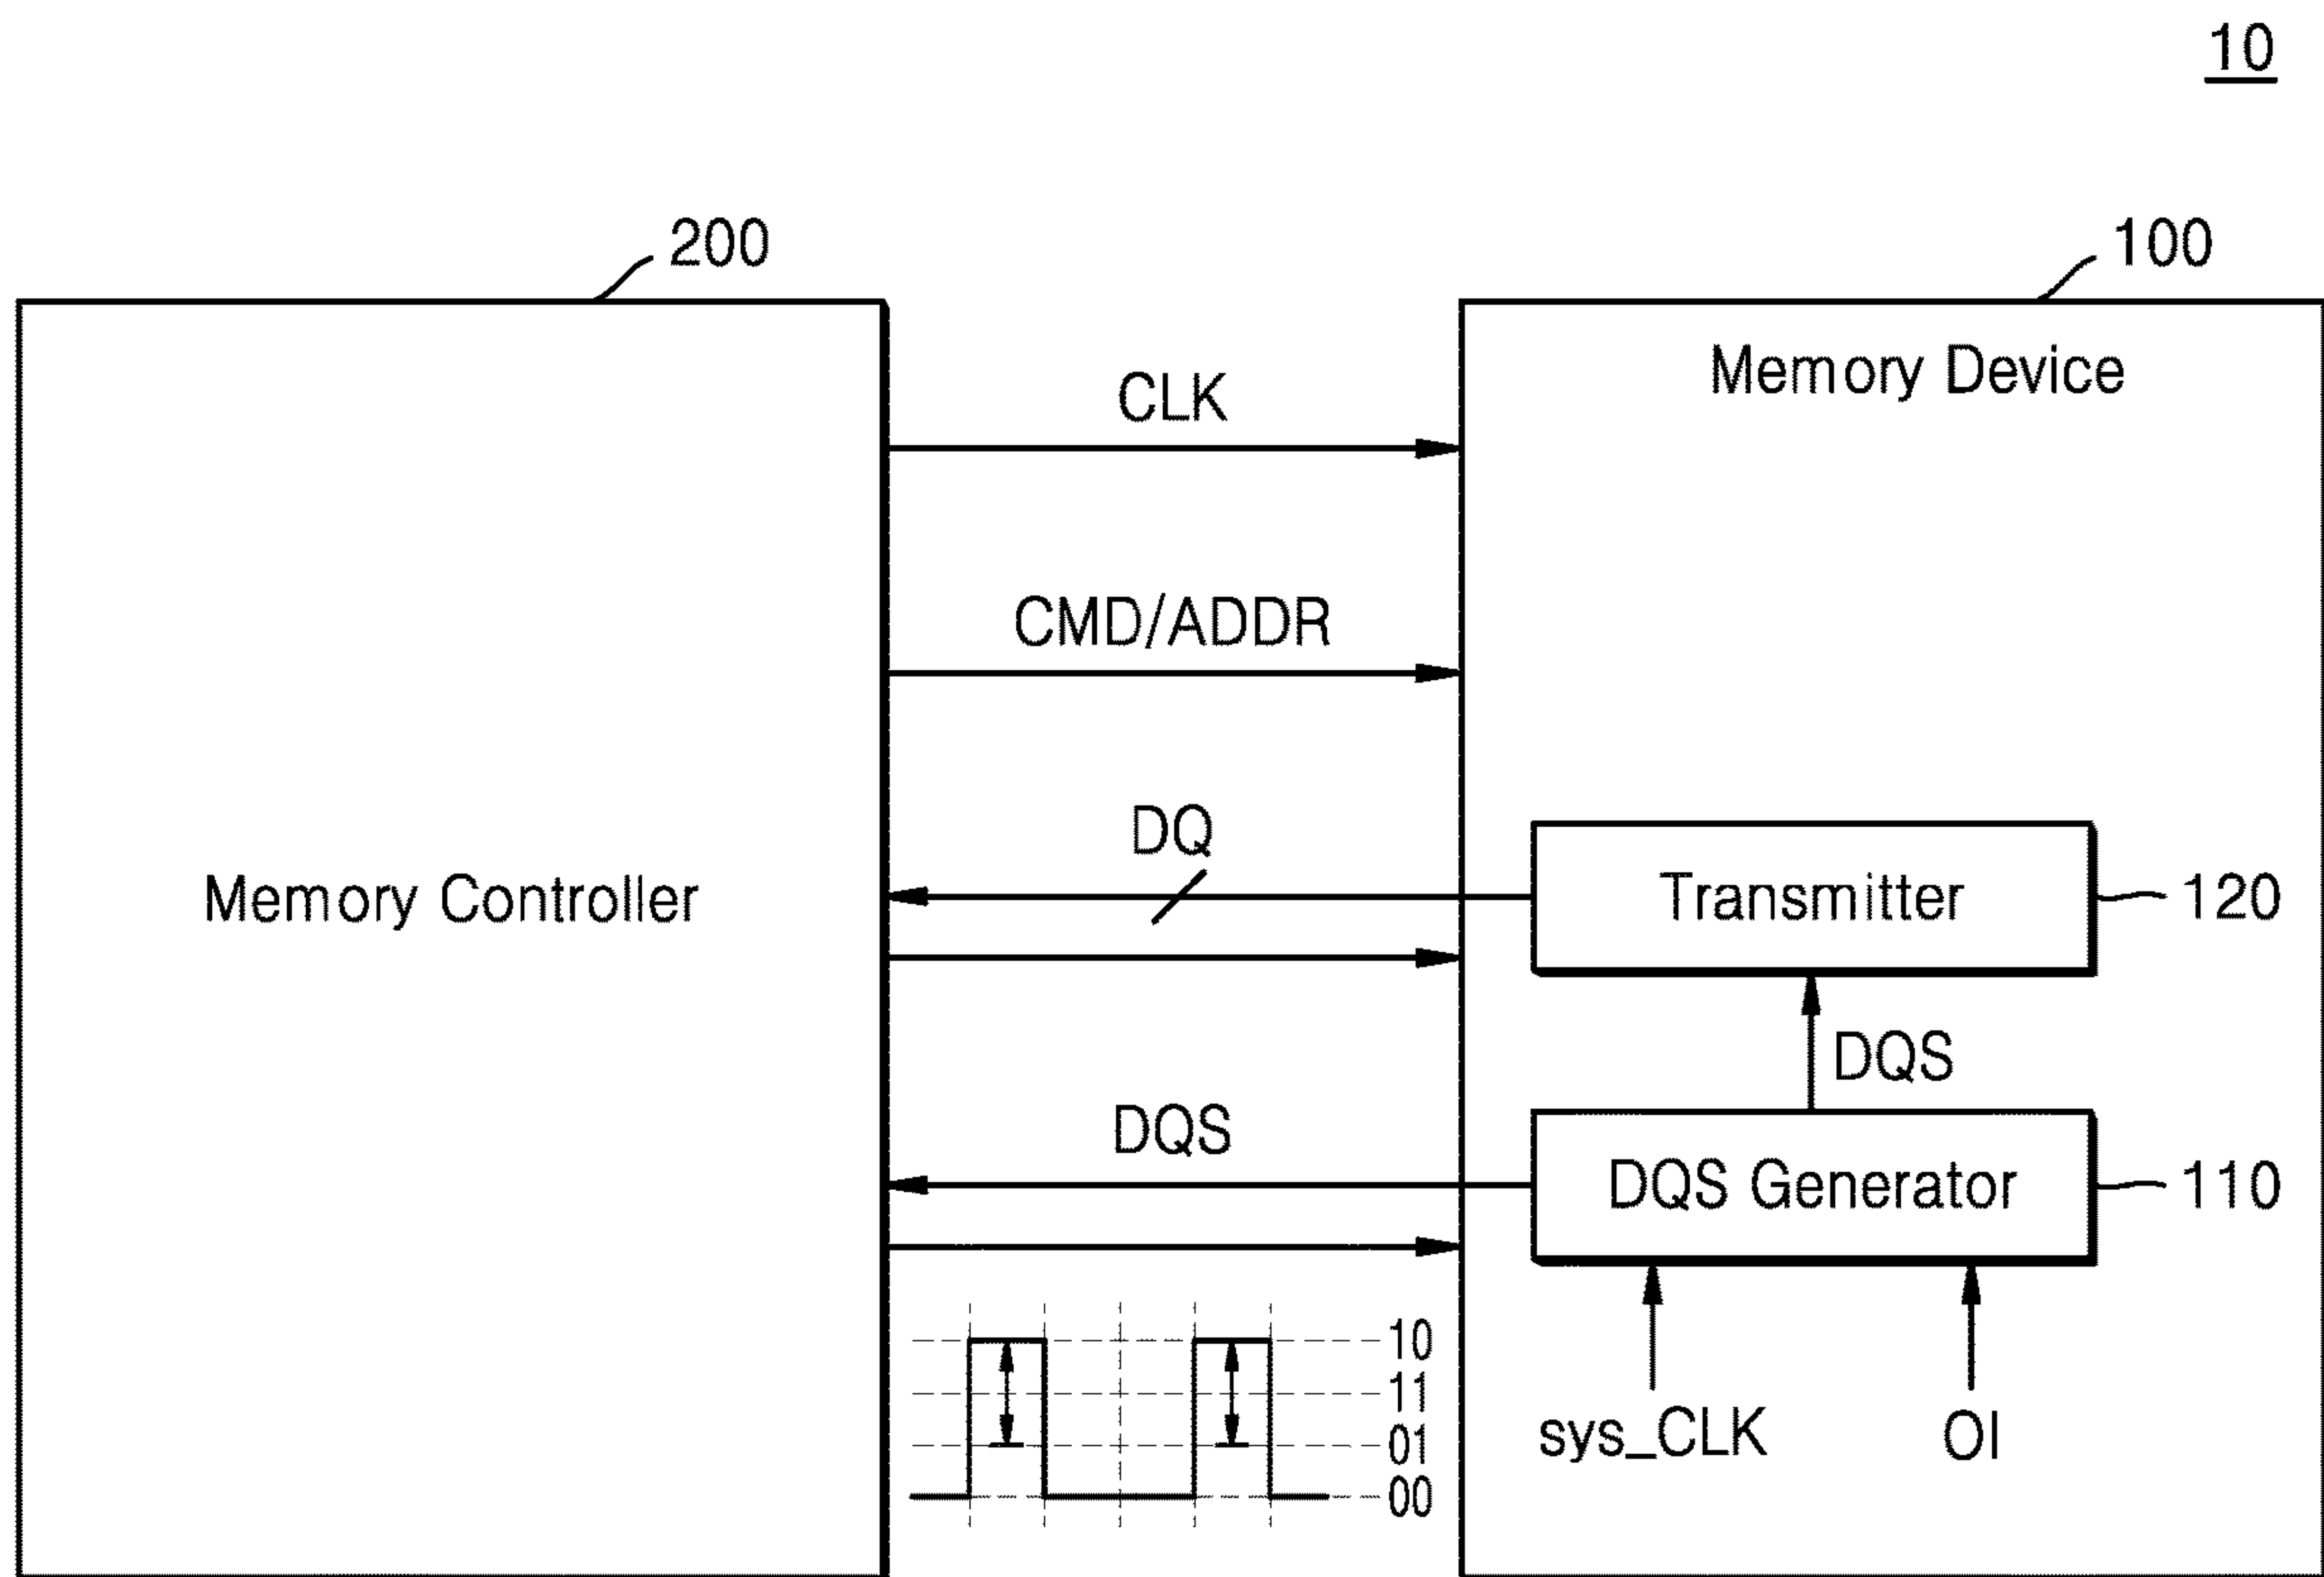 10
200
100
Memory Device
CLK
CMD/ADDR
DQ
Memory Controller
Transmitter
120
DQS
DQS
DQS Generator
110
10
11
01
00
sys_CLK
OI